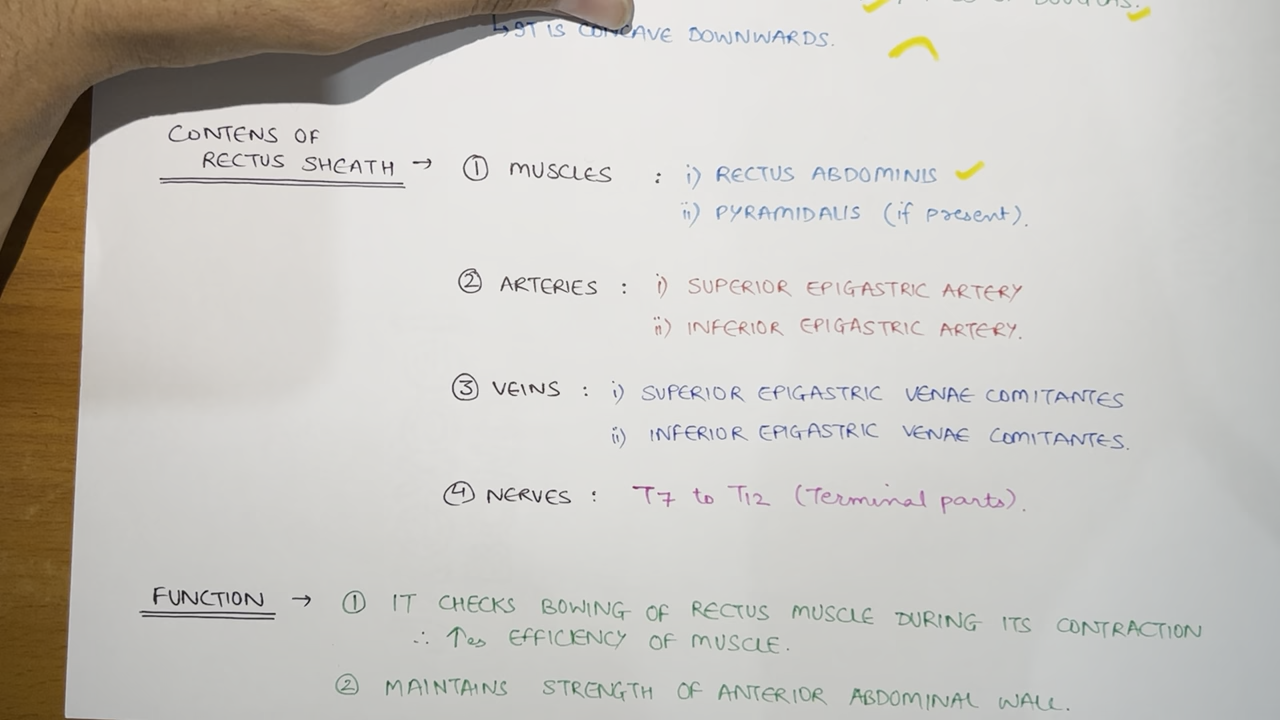 ↳ IT IS CONCAVE DOWNWARDS.
CONTENS OF
RECTUS SHEATH → ① MUSCLES : i) RECTUS ABDOMINIS
ii) PYRAMIDALIS (if present).
② ARTERIES : i) SUPERIOR EPIGASTRIC ARTERY
ii) INFERIOR EPIGASTRIC ARTERY.
③ VEINS : i) SUPERIOR EPIGASTRIC VENAE COMITANTES
ii) INFERIOR EPIGASTRIC VENAE COMITANTES.
④ NERVES : T7 to T12 (Terminal parts).
FUNCTION → ① IT CHECKS BOWING OF RECTUS MUSCLE DURING ITS CONTRACTION
∴ ↑es EFFICIENCY OF MUSCLE.
② MAINTAINS STRENGTH OF ANTERIOR ABDOMINAL WALL.